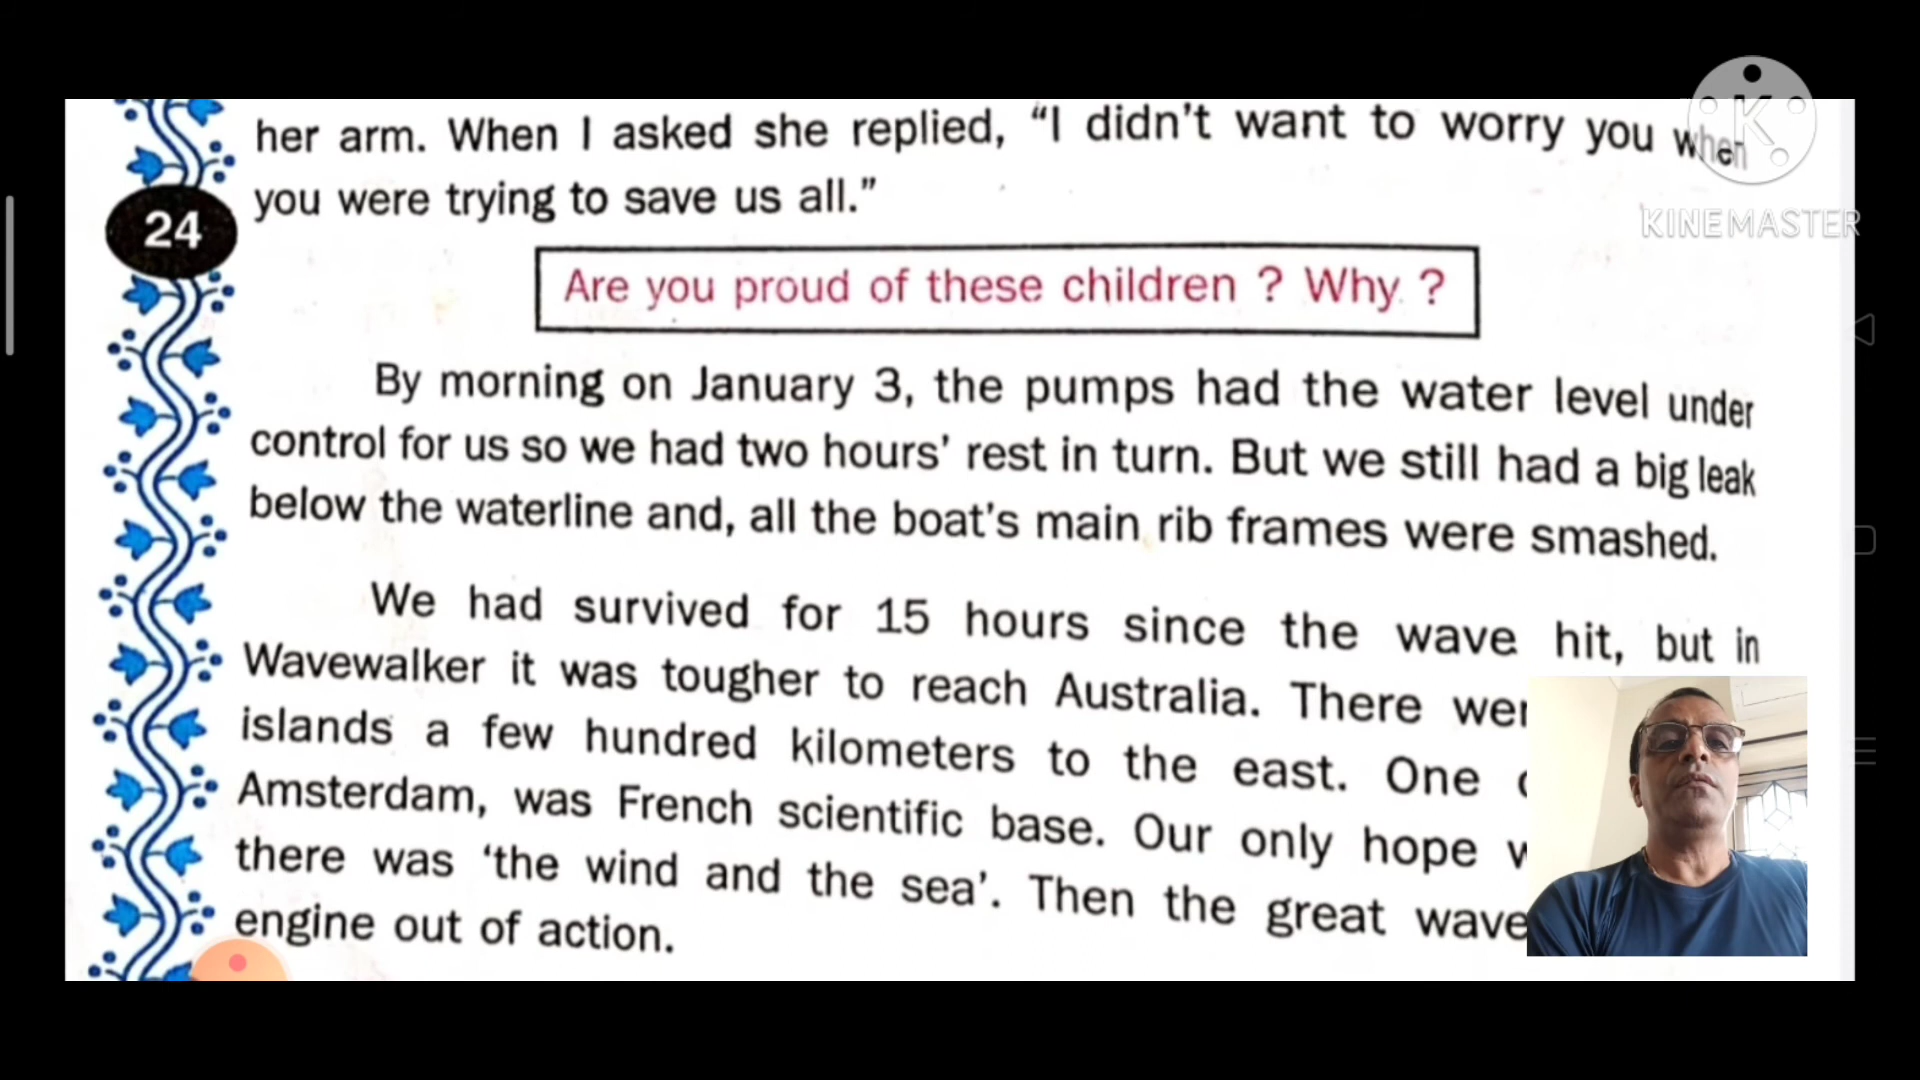 her arm. When I asked she replied, “I didn’t want to worry you when
you were trying to save us all.”
24
KINEMASTER
Are you proud of these children ? Why ?
By morning on January 3, the pumps had the water level under
control for us so we had two hours’ rest in turn. But we still had a big leak
below the waterline and, all the boat’s main rib frames were smashed.
We had survived for 15 hours since the wave hit, but in
Wavewalker it was tougher to reach Australia. There
islands a few hundred kilometers to the east. One
Amsterdam, was French scientific base. Our only hope
there was ‘the wind and the sea’. Then the great wave
engine out of action.